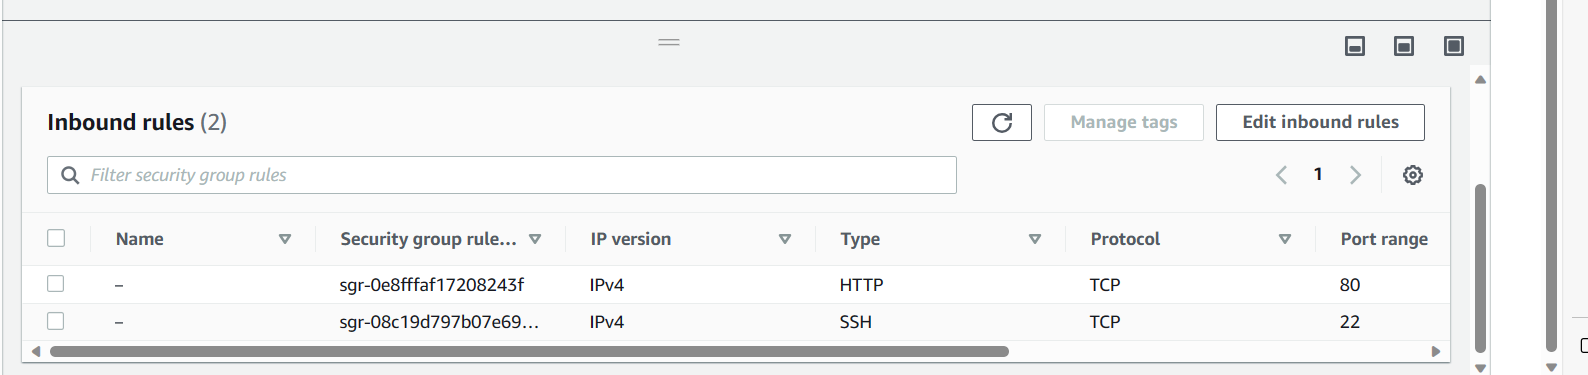 Inbound rules (2)
Manage tags
Edit inbound rules
Filter security group rules
1
Name Security group rule... IP version Type Protocol Port range
– sgr-0e8fffaf17208243f IPv4 HTTP TCP 80
– sgr-08c19d797b07e69... IPv4 SSH TCP 22